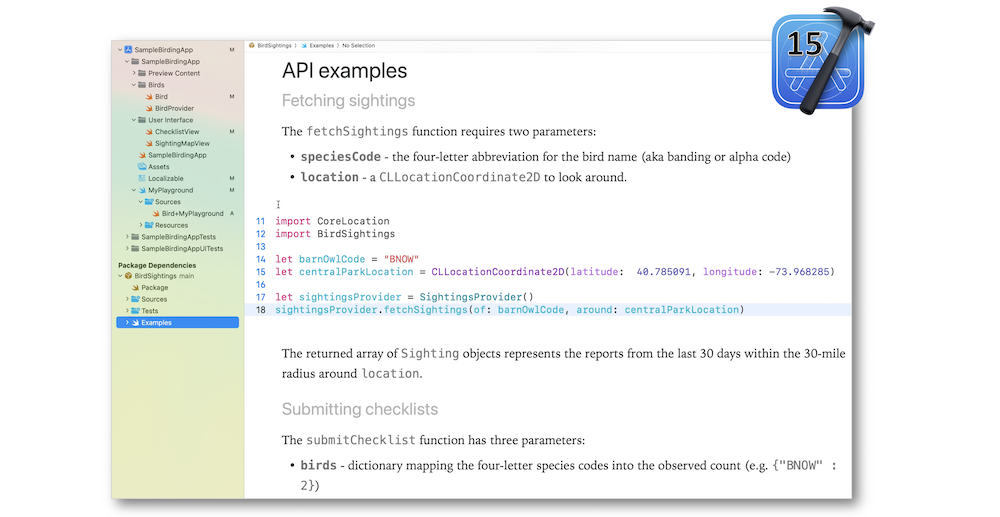 15
SampleBirdingApp M
SampleBirdingApp
Preview Content
Birds
Bird M
BirdProvider
User Interface
ChecklistView M
SightingMapView
SampleBirdingApp
Assets
Localizable M
MyPlayground M
Sources
Bird+MyPlayground A
Resources
SampleBirdingAppTests
SampleBirdingAppUITests
Package Dependencies
BirdSightings main
Package
Sources
Tests
Examples
BirdSightings › Examples › No Selection
API examples
Fetching sightings
The fetchSightings function requires two parameters:
• speciesCode - the four-letter abbreviation for the bird name (aka banding or alpha code)
• location - a CLLocationCoordinate2D to look around.
11 import CoreLocation
12 import BirdSightings
13
14 let barnOwlCode = "BNOW"
15 let centralParkLocation = CLLocationCoordinate2D(latitude: 40.785091, longitude: -73.968285)
16
17 let sightingsProvider = SightingsProvider()
18 sightingsProvider.fetchSightings(of: barnOwlCode, around: centralParkLocation)
The returned array of Sighting objects represents the reports from the last 30 days within the 30-mile
radius around location.
Submitting checklists
The submitChecklist function has three parameters:
• birds - dictionary mapping the four-letter species codes into the observed count (e.g. {"BNOW" :
2})